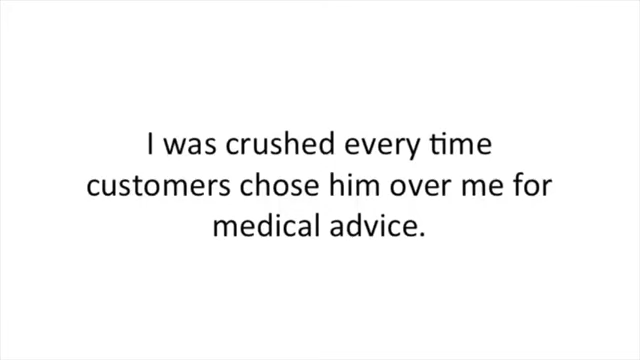 I was crushed every time
customers chose him over me for
medical advice.